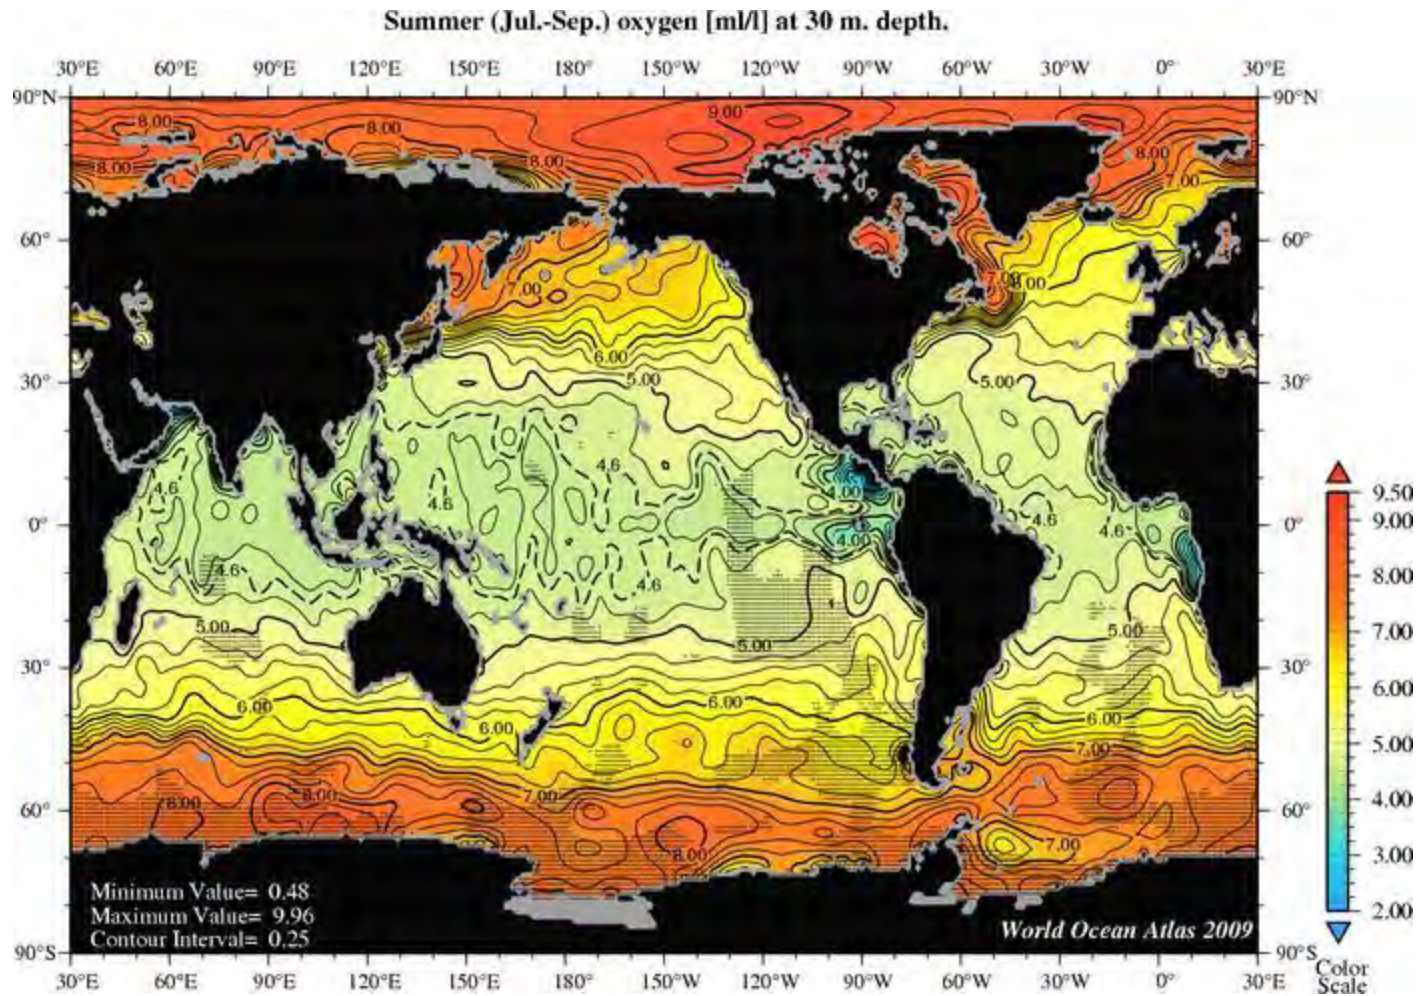 Summer (Jul.-Sep.) oxygen [ml/l] at 30 m. depth.
30°E 60°E 90°E 120°E 150°E 180° 150°W 120°W 90°W 60°W 30°W 0° 30°E
90°N 90°N
9.00
8.00 8.00
8.00 8.00 8.00
7.00
60° 60°
7.00 8.00
7.00
6.00
5.00 5.00
30° 30°
4.6 4.6
4.6 4.00 4.6
9.50
9.00
0° 0°
4.00 4.6
4.6 4.6
8.00
5.00 5.00
5.00
7.00
30° 30°
6.00
6.00 6.00
6.00 6.00
7.00
5.00
8.00 8.00 7.00
4.00
60° 60°
7.00
8.00
3.00
Minimum Value= 0.48
Maximum Value= 9.96
Contour Interval= 0.25
2.00
World Ocean Atlas 2009
90°S 90°S
Color
Scale
30°E 60°E 90°E 120°E 150°E 180° 150°W 120°W 90°W 60°W 30°W 0° 30°E